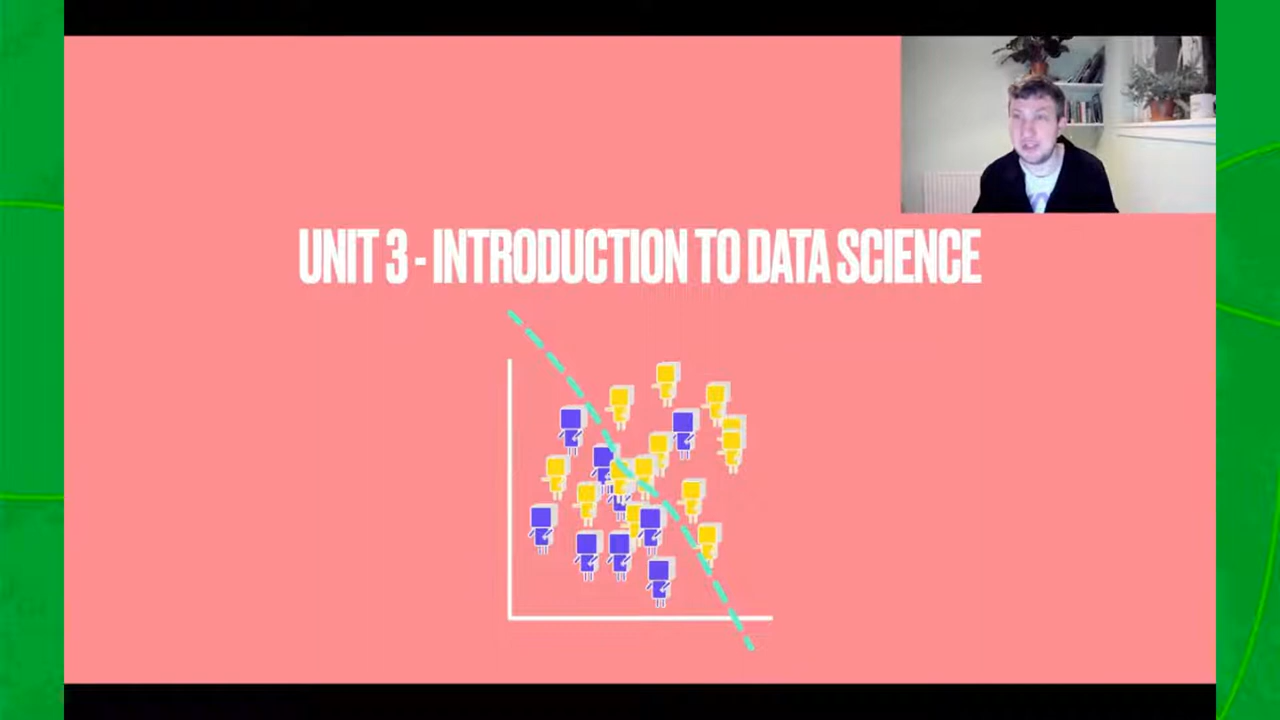 UNIT 3 - INTRODUCTION TO DATA SCIENCE